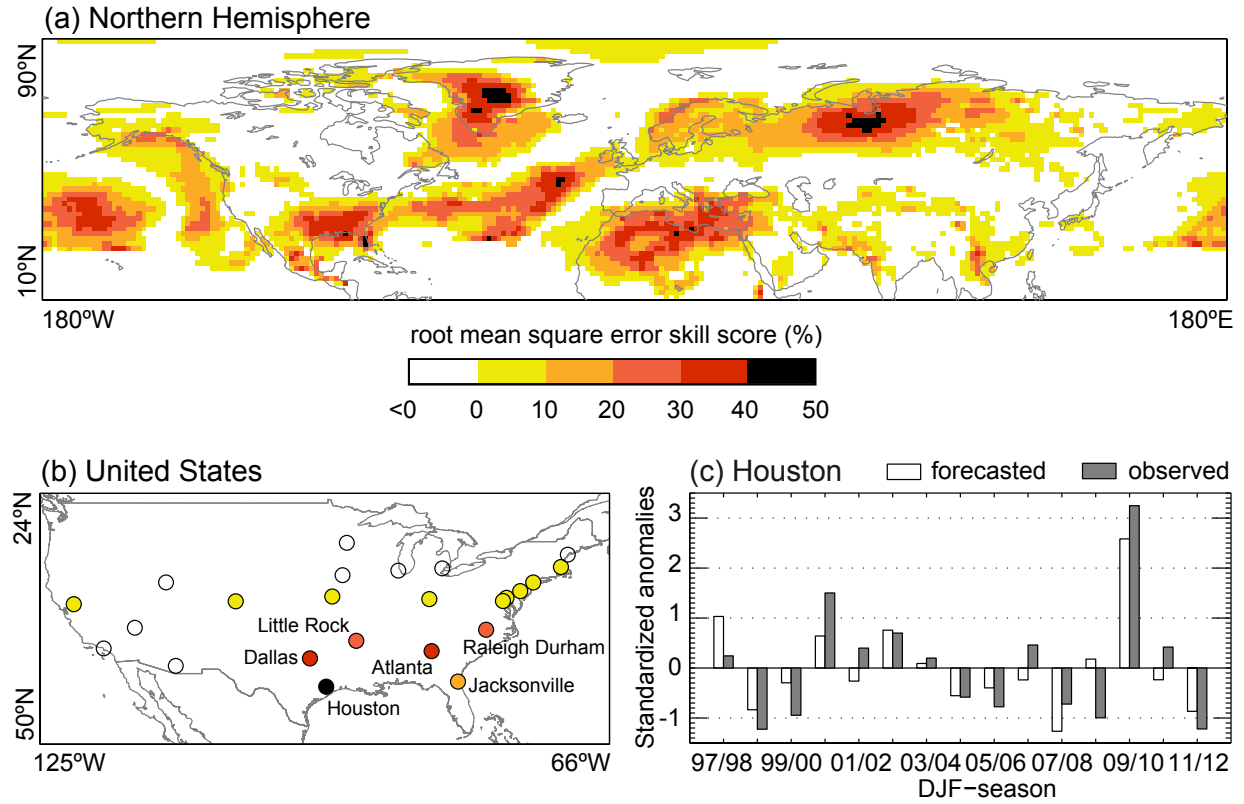 (a) Northern Hemisphere
90ºN
10ºN
180ºW
180ºE
root mean square error skill score (%)
<0 0 10 20 30 40 50
(b) United States
24ºN
50ºN
125ºW
66ºW
Little Rock
Dallas
Atlanta
Raleigh Durham
Jacksonville
Houston
(c) Houston
forecasted
observed
Standardized anomalies
3
2
1
0
-1
97/98 99/00 01/02 03/04 05/06 07/08 09/10 11/12
DJF−season